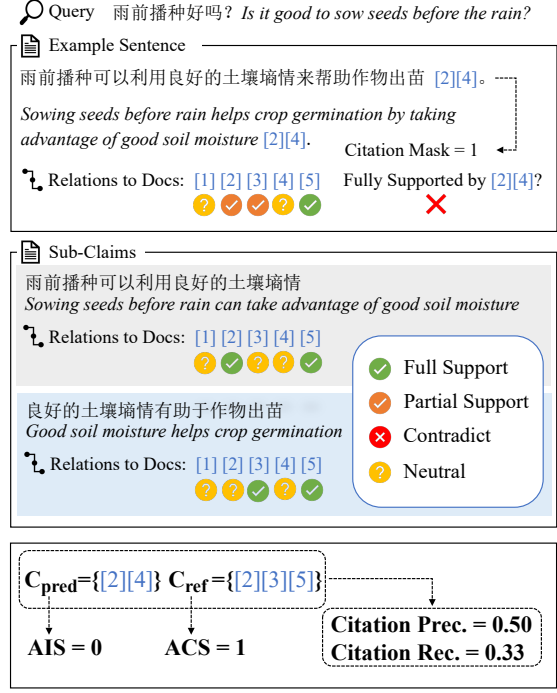 Query 雨前播种好吗? Is it good to sow seeds before the rain?
Example Sentence
雨前播种可以利用良好的土壤墒情来帮助作物出苗 [2][4]。
Sowing seeds before rain helps crop germination by taking
advantage of good soil moisture [2][4].
Citation Mask = 1
Relations to Docs: [1] [2] [3] [4] [5]
Fully Supported by [2][4]?
Sub-Claims
雨前播种可以利用良好的土壤墒情
Sowing seeds before rain can take advantage of good soil moisture
Relations to Docs: [1] [2] [3] [4] [5]
良好的土壤墒情有助于作物出苗
Good soil moisture helps crop germination
Relations to Docs: [1] [2] [3] [4] [5]
Full Support
Partial Support
Contradict
Neutral
Cpred={[2][4]} Cref={[2][3][5]}
AIS = 0
ACS = 1
Citation Prec. = 0.50
Citation Rec. = 0.33